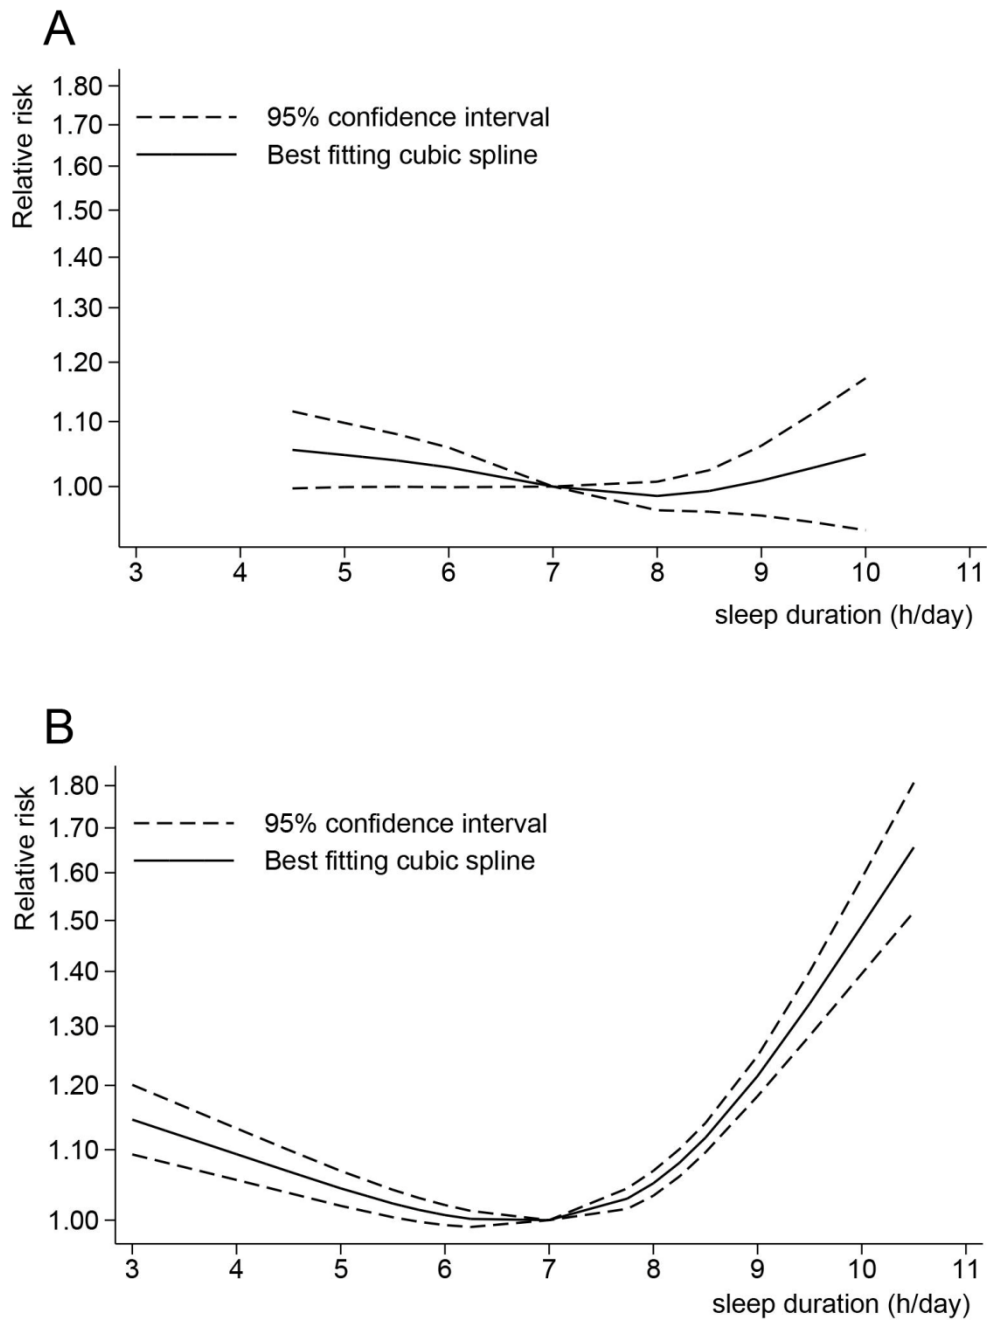 A
Relative risk
1.80
1.70
1.60
1.50
1.40
1.30
1.20
1.10
1.00
95% confidence interval
Best fitting cubic spline
3 4 5 6 7 8 9 10 11
sleep duration (h/day)
B
Relative risk
1.80
1.70
1.60
1.50
1.40
1.30
1.20
1.10
1.00
95% confidence interval
Best fitting cubic spline
3 4 5 6 7 8 9 10 11
sleep duration (h/day)